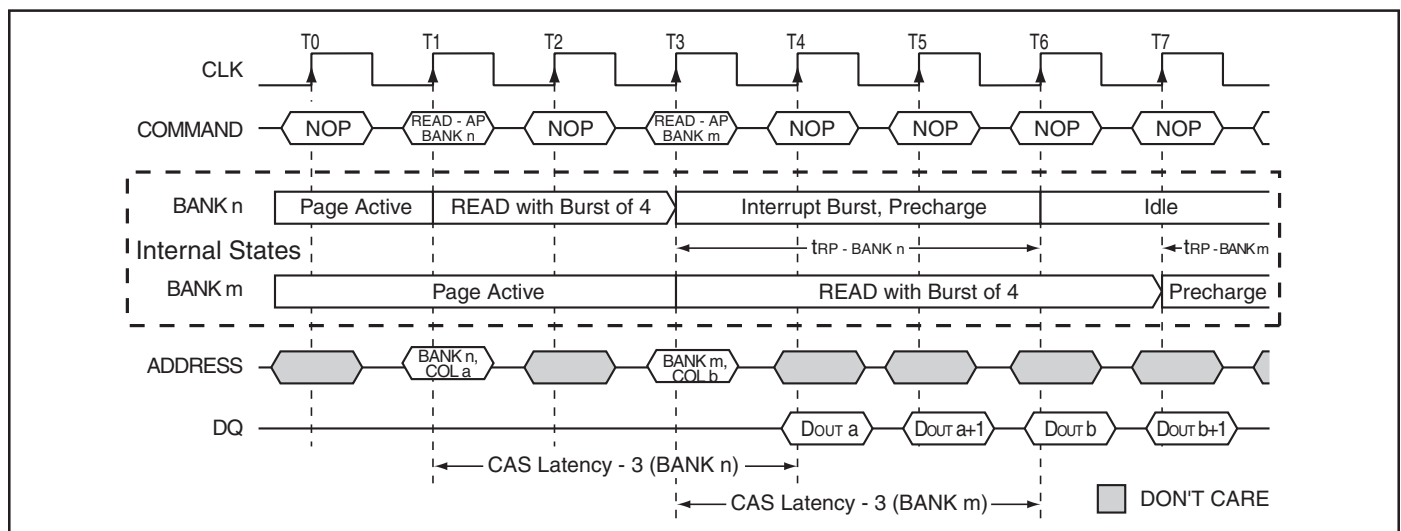 T0 T1 T2 T3 T4 T5 T6 T7
CLK
COMMAND NOP READ - AP BANK n NOP READ - AP BANK m NOP NOP NOP NOP
BANK n Page Active READ with Burst of 4 Interrupt Burst, Precharge Idle
Internal States tRP - BANK n tRP - BANK m
BANK m Page Active READ with Burst of 4 Precharge
ADDRESS BANK n, COL a BANK m, COL b
DQ DOUT a DOUT a+1 DOUT b DOUT b+1
CAS Latency - 3 (BANK n)
CAS Latency - 3 (BANK m) DON'T CARE